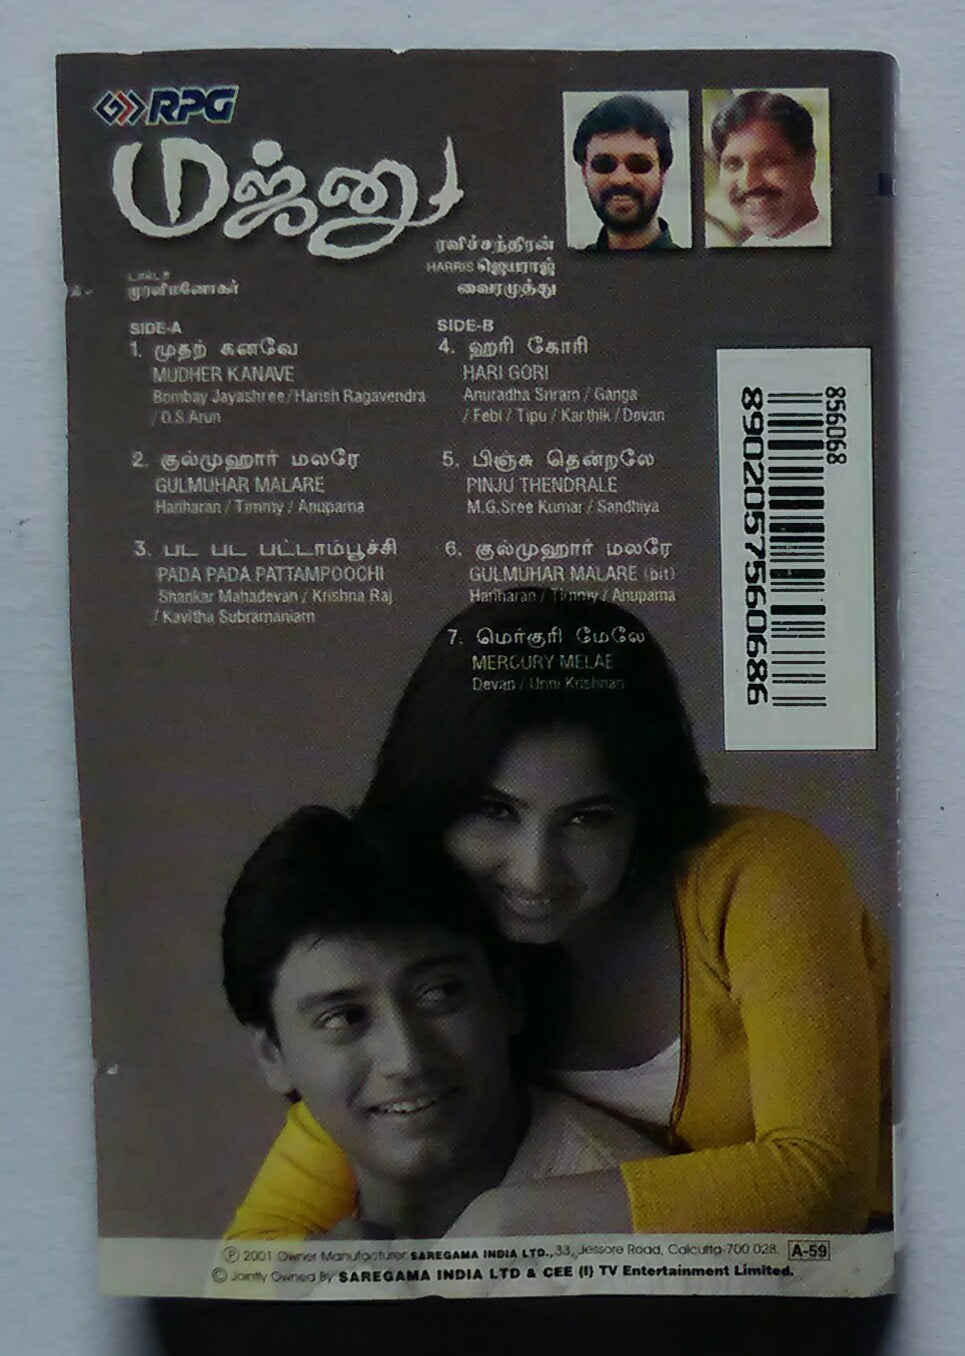 RPG
மஜ்னு
ரவிச்சந்திரன்
HARRIS ஜெயராஜ்
வைரமுத்து
டாக்டர்
முரளிமனோகர்
SIDE-A
1. முதற் கனவே
MUDHER KANAVE
Bombay Jayashree / Harish Ragavendra
/ O.S.Arun
2. குல்முஹார் மலரே
GULMUHAR MALARE
Hariharan / Timmy / Anupama
3. பட பட பட்டாம்பூச்சி
PADA PADA PATTAMPOOCHI
Shankar Mahadevan / Krishna Raj
/ Kavitha Subramaniam
SIDE-B
4. ஹரி கோரி
HARI GORI
Anuradha Sriram / Ganga
/ Febi / Tipu / Karthik / Devan
5. பிஞ்சு தென்றலே
PINJU THENDRALE
M.G.Sree Kumar / Sandhiya
6. குல்முஹார் மலரே
GULMUHAR MALARE (bit)
Hariharan / Timmy / Anupama
7. மெர்குரி மேலே
MERCURY MELAE
Devan / Unni Krishnan
856068
8902057560686
Ⓟ 2001 Owner Manufacturer SAREGAMA INDIA LTD., 33, Jessore Road, Calcutta-700 028. A-59
© Jointly Owned By SAREGAMA INDIA LTD & CEE (I) TV Entertainment Limited.